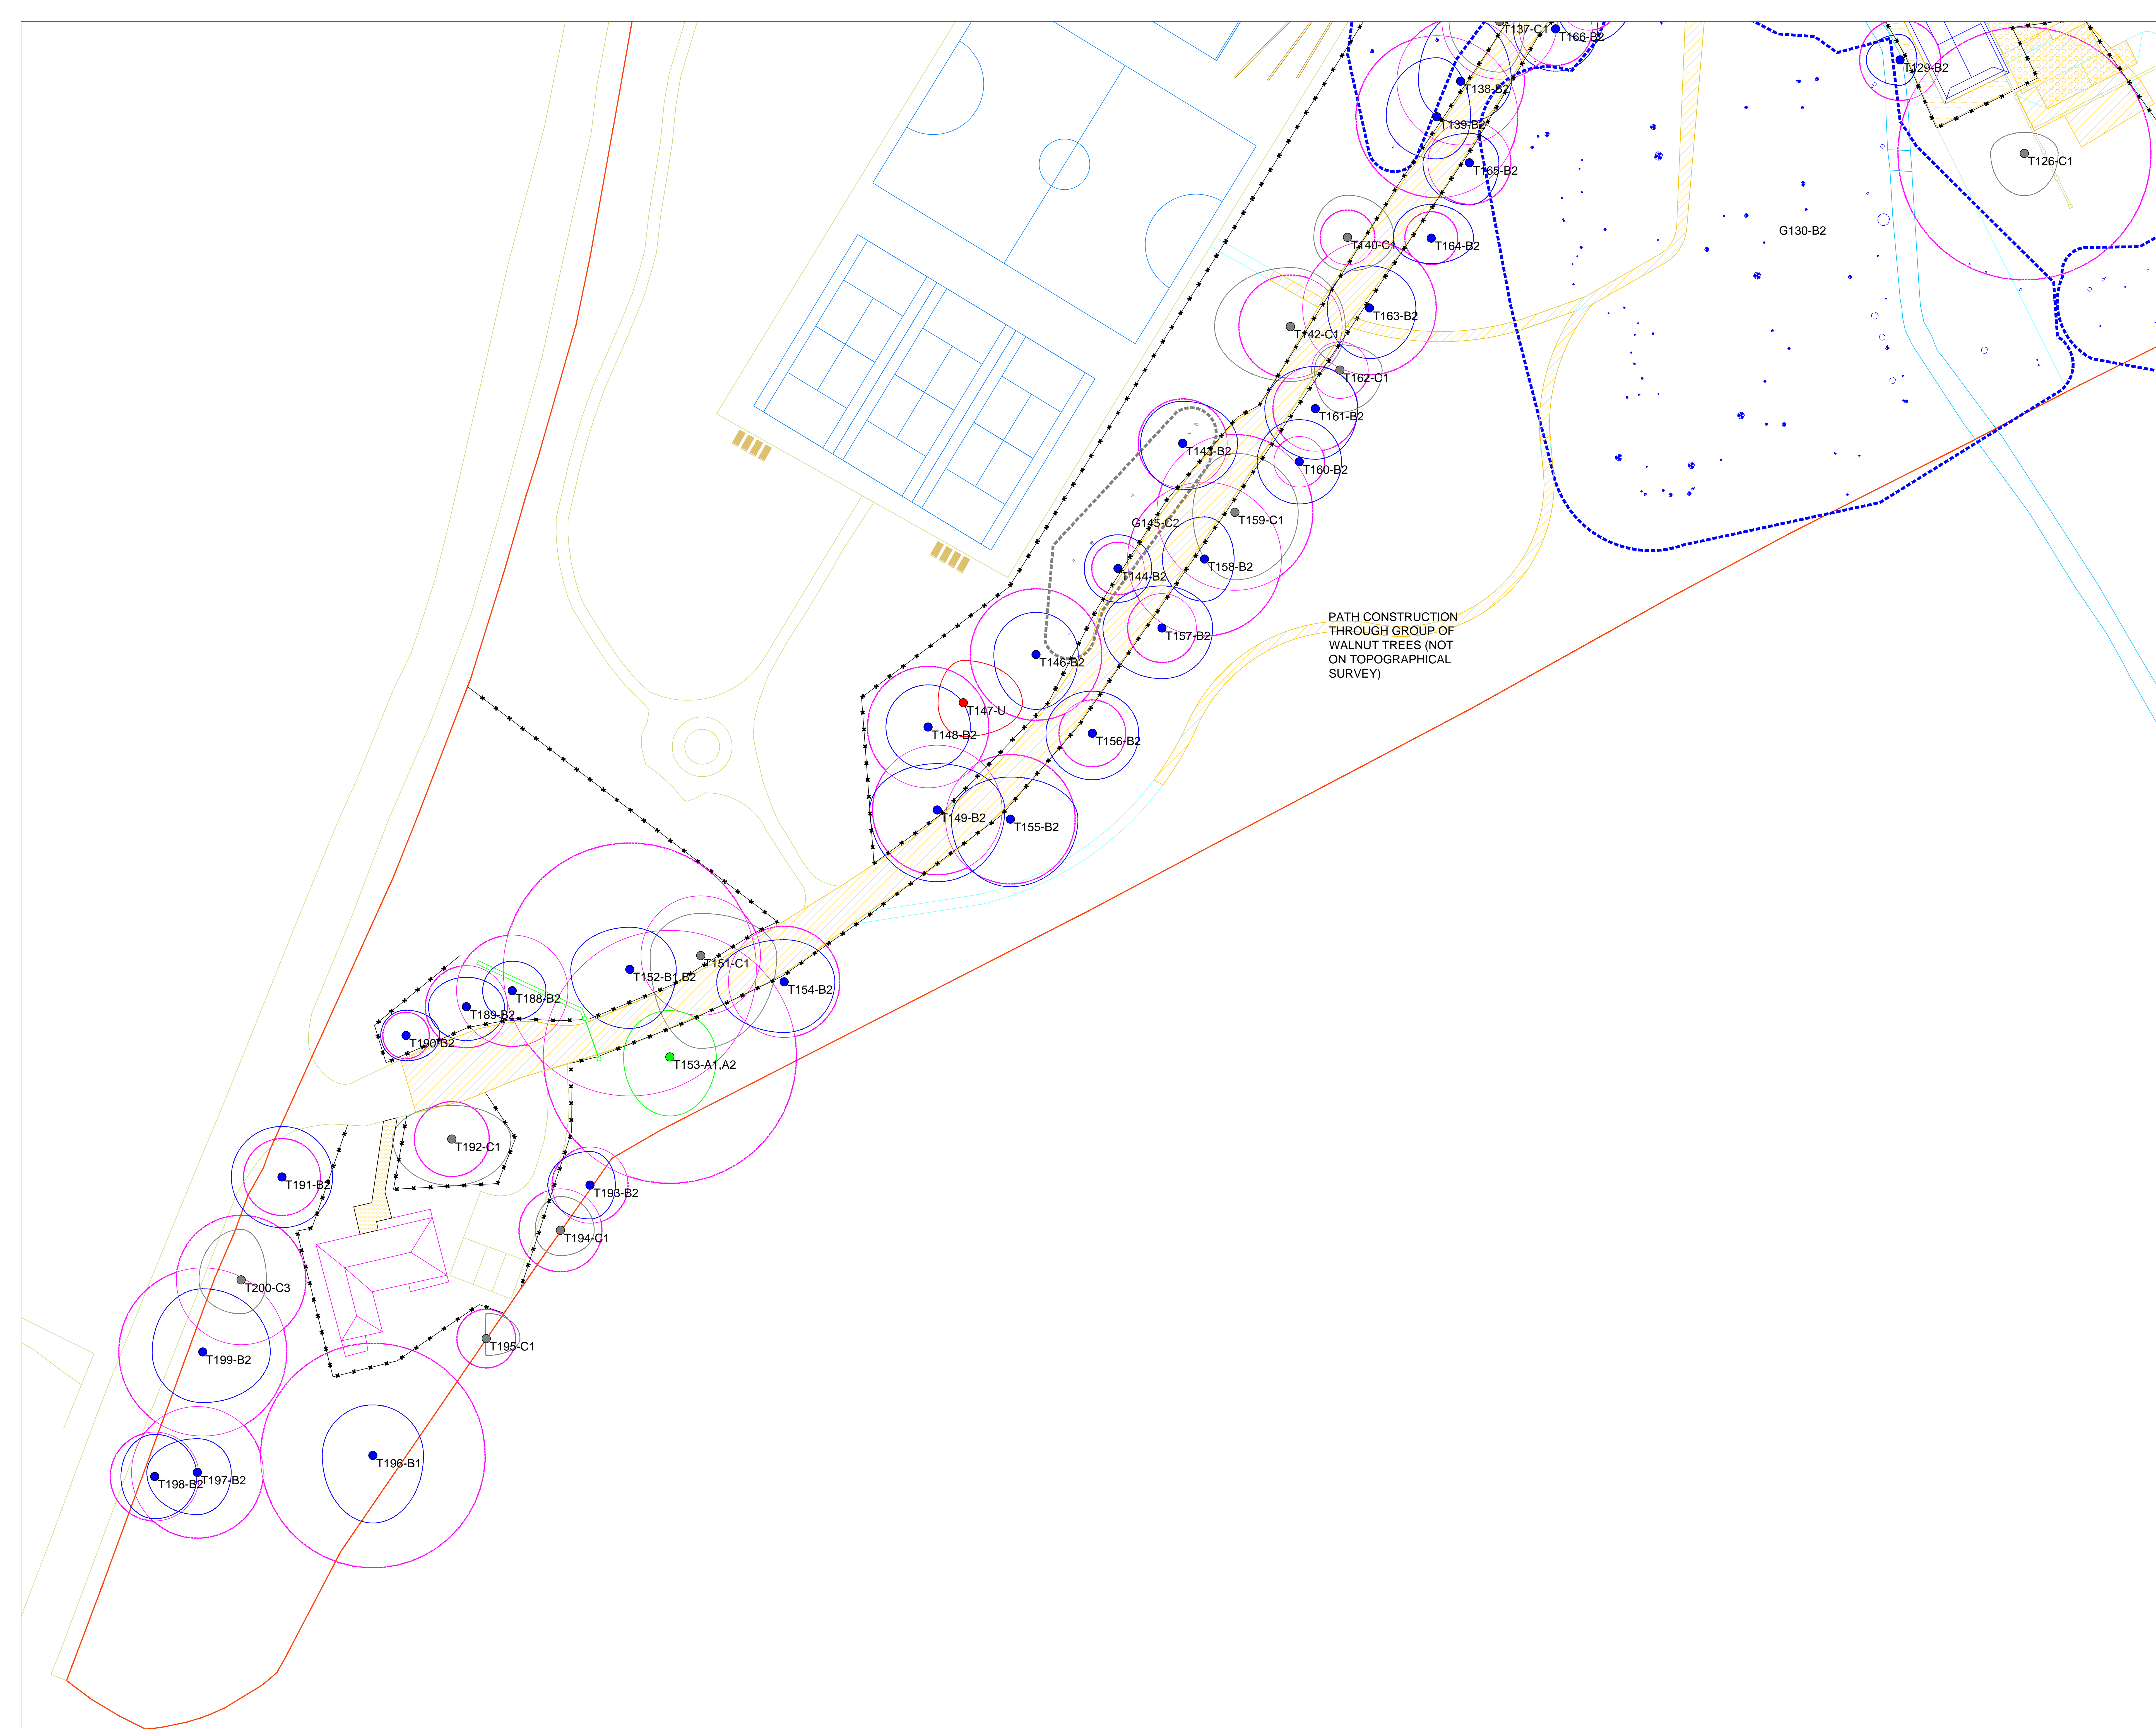 T137-C1
T166-B2
T129-B2
T138-B2
T139-B2
T126-C1
T165-B2
G130-B2
T140-C1
T164-B2
T163-B2
T142-C1
T162-C1
T161-B2
T143-B2
T160-B2
T159-C1
G145-C2
T158-B2
T144-B2
PATH CONSTRUCTION
THROUGH GROUP OF
WALNUT TREES (NOT
ON TOPOGRAPHICAL
SURVEY)
T157-B2
T146-B2
T147-U
T148-B2
T156-B2
T149-B2
T155-B2
T151-C1
T152-B1,B2
T154-B2
T188-B2
T189-B2
T190-B2
T153-A1,A2
T192-C1
T191-B2
T193-B2
T194-C1
T200-C3
T195-C1
T199-B2
T196-B1
T198-B2
T197-B2